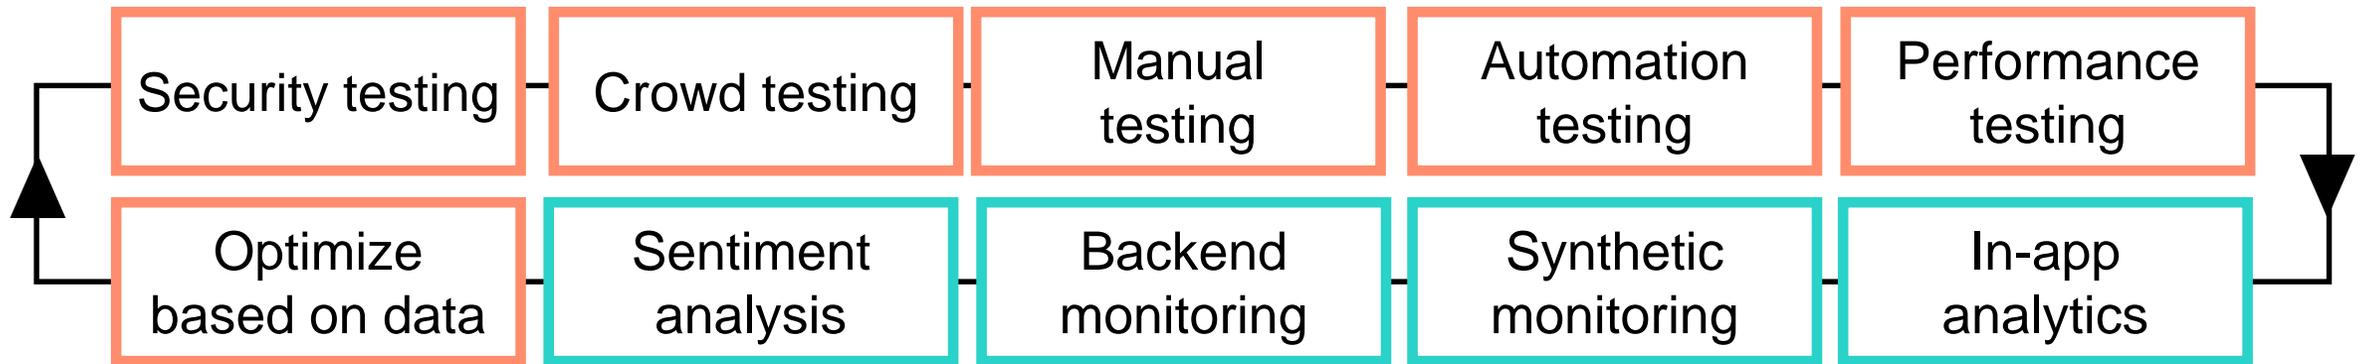 Security testing
Crowd testing
Manual
testing
Automation
testing
Performance
testing
Optimize
based on data
Sentiment
analysis
Backend
monitoring
Synthetic
monitoring
In-app
analytics